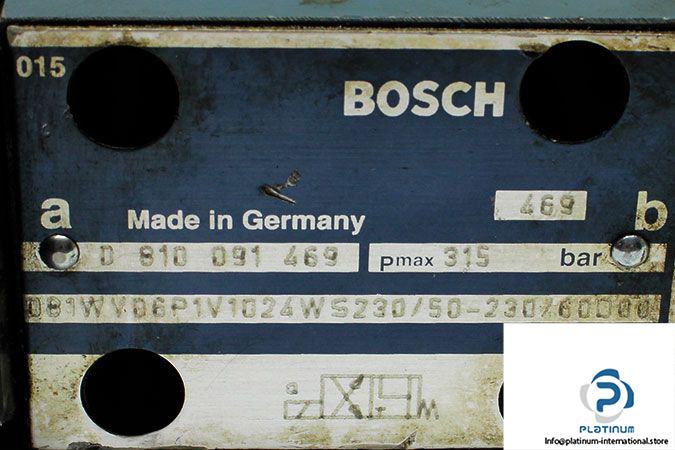 015
BOSCH
469
a
b
Made in Germany
0 810 091 469
pmax 315 bar
081WV06P1V1024WS230/50-230/60D00
a
W
P
PLATINUM
Info@platinum-international.store